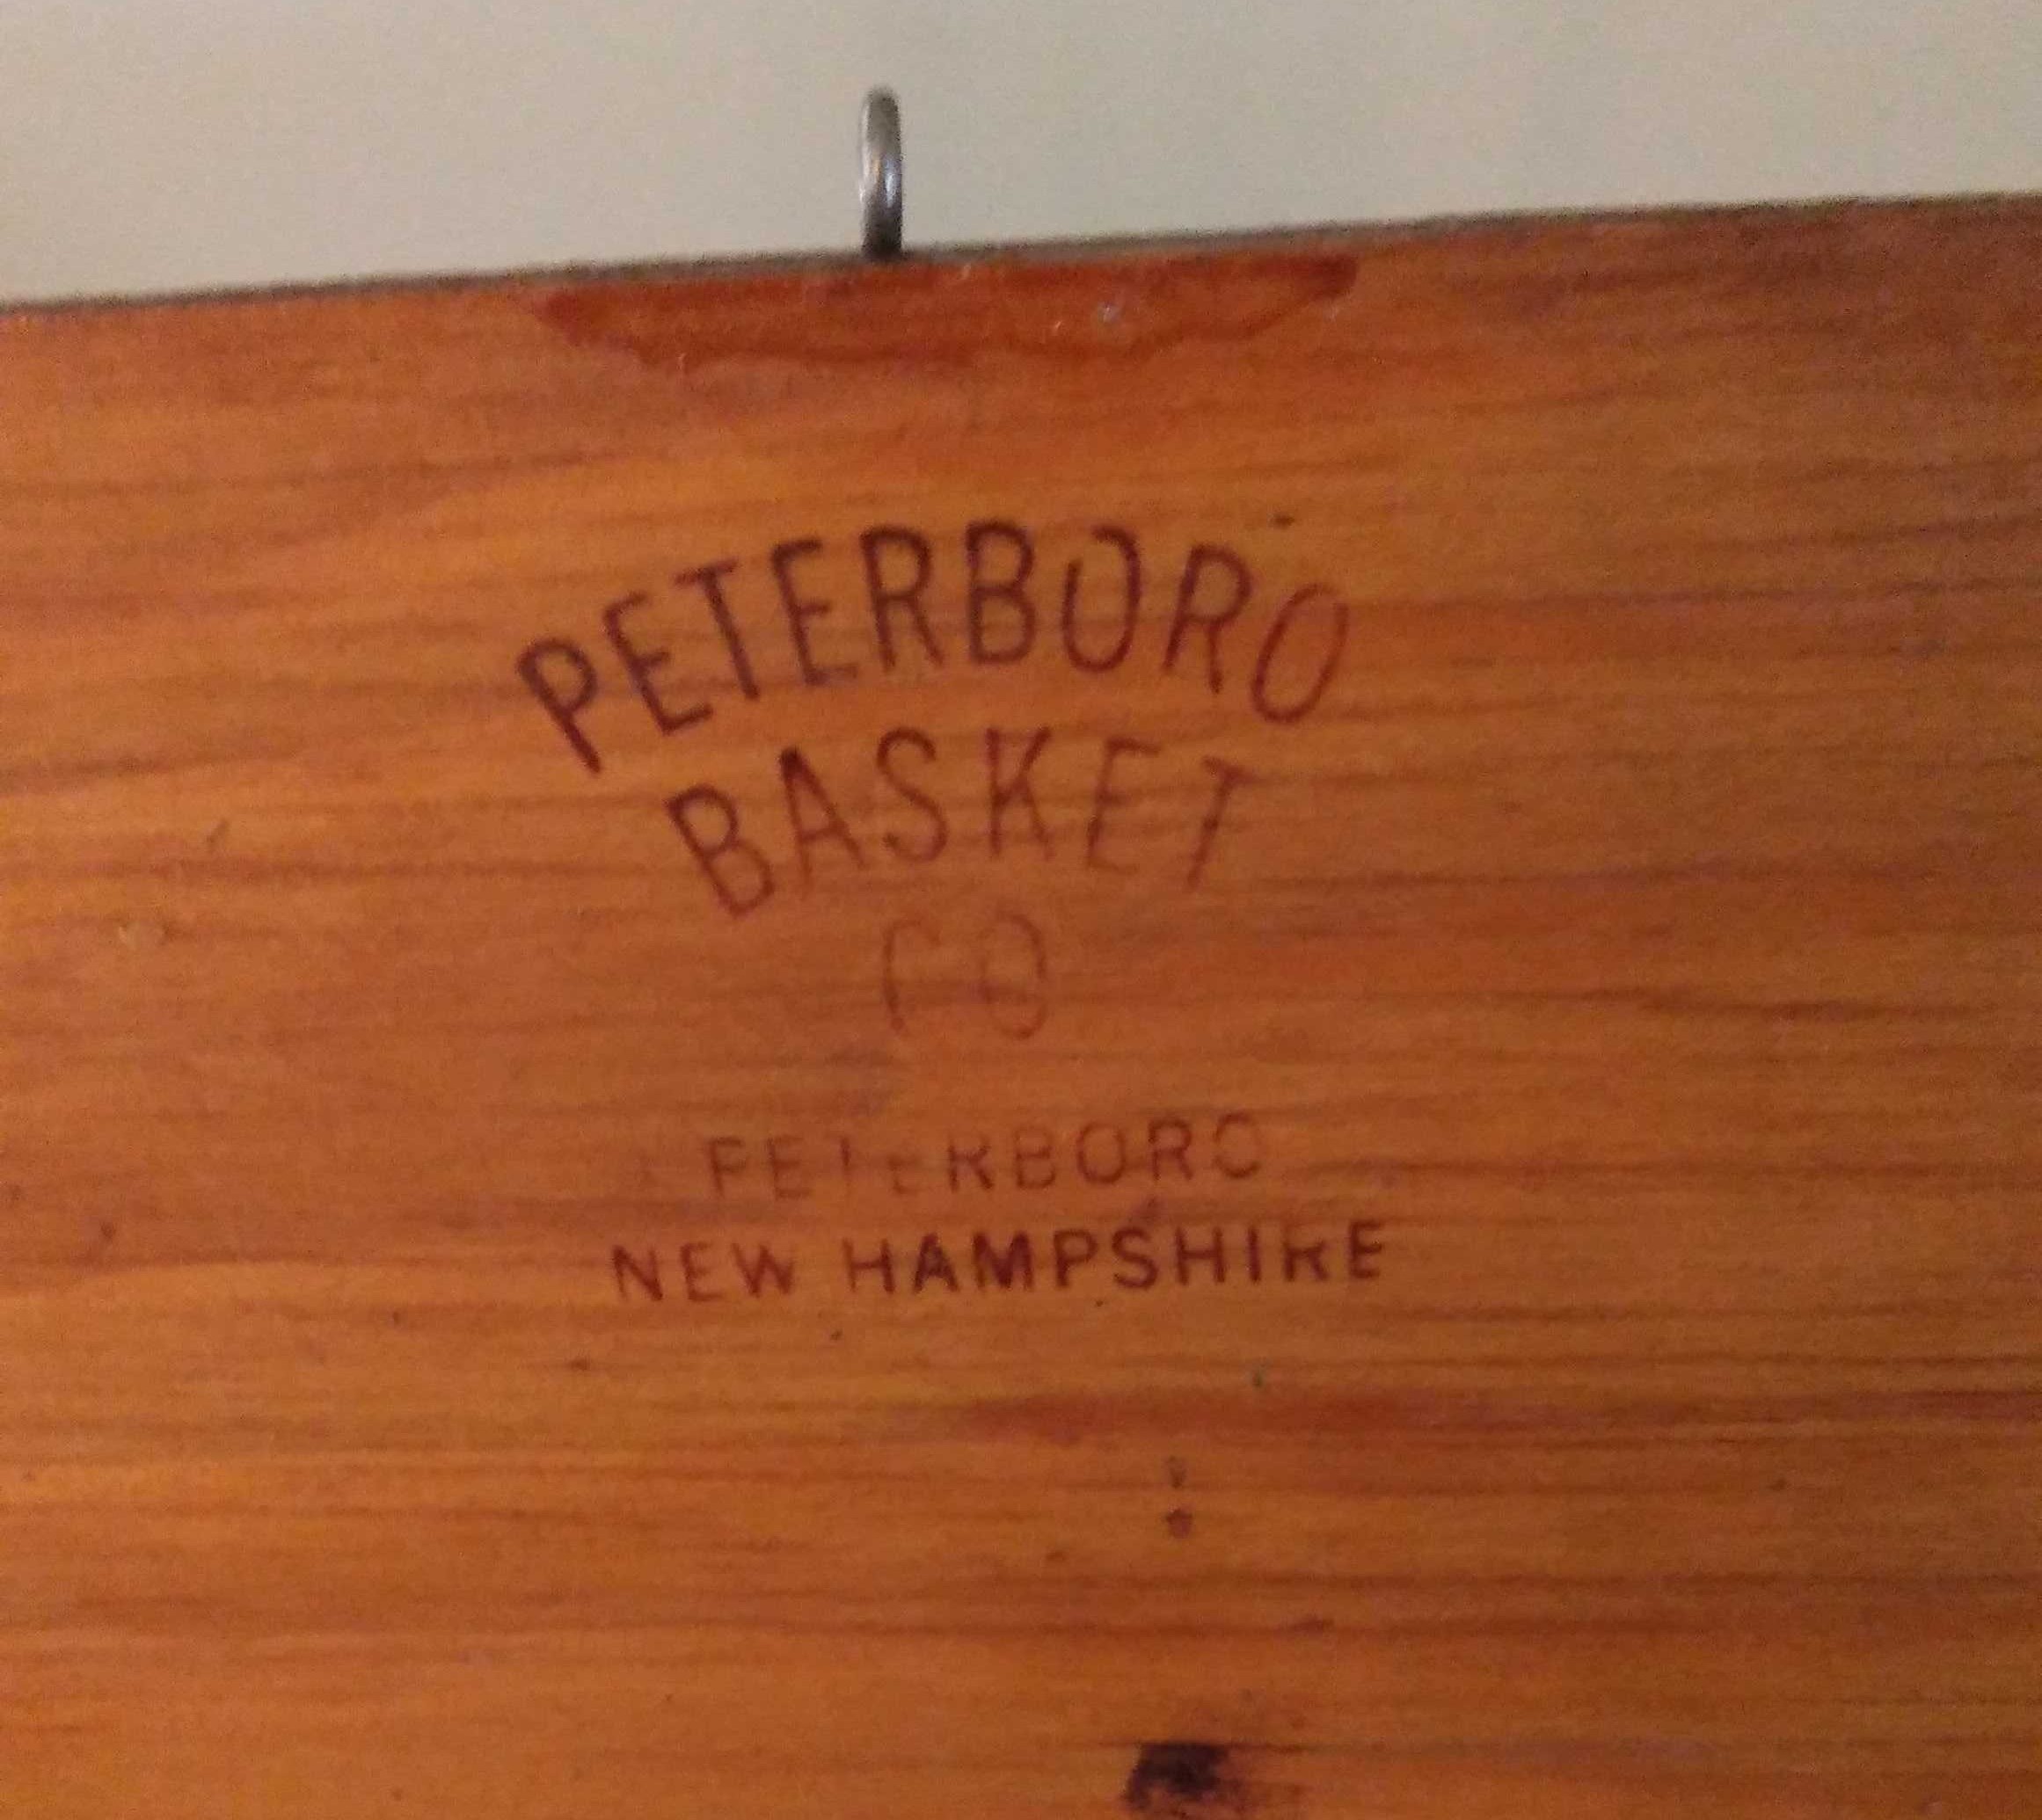 PETERBORO
BASKET
CO
PETERBORO
NEW HAMPSHIRE